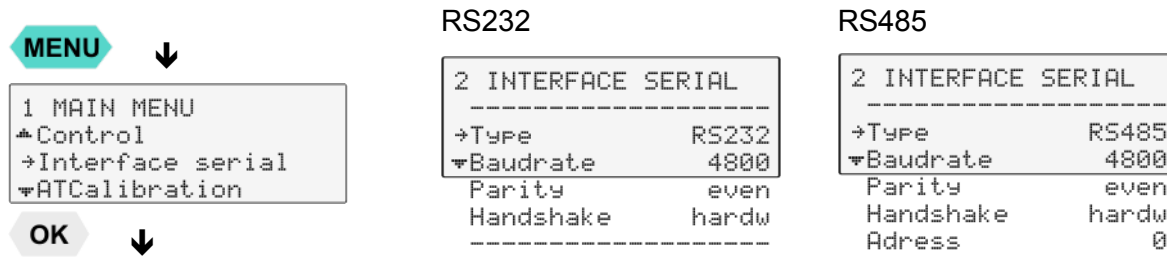 MENU
1 MAIN MENU
Control
→Interface serial
ATCalibration
OK
RS232
2 INTERFACE SERIAL
--------------------
→Type RS232
Baudrate 4800
Parity even
Handshake hardw
--------------------
RS485
2 INTERFACE SERIAL
--------------------
→Type RS485
Baudrate 4800
Parity even
Handshake hardw
Adress 0